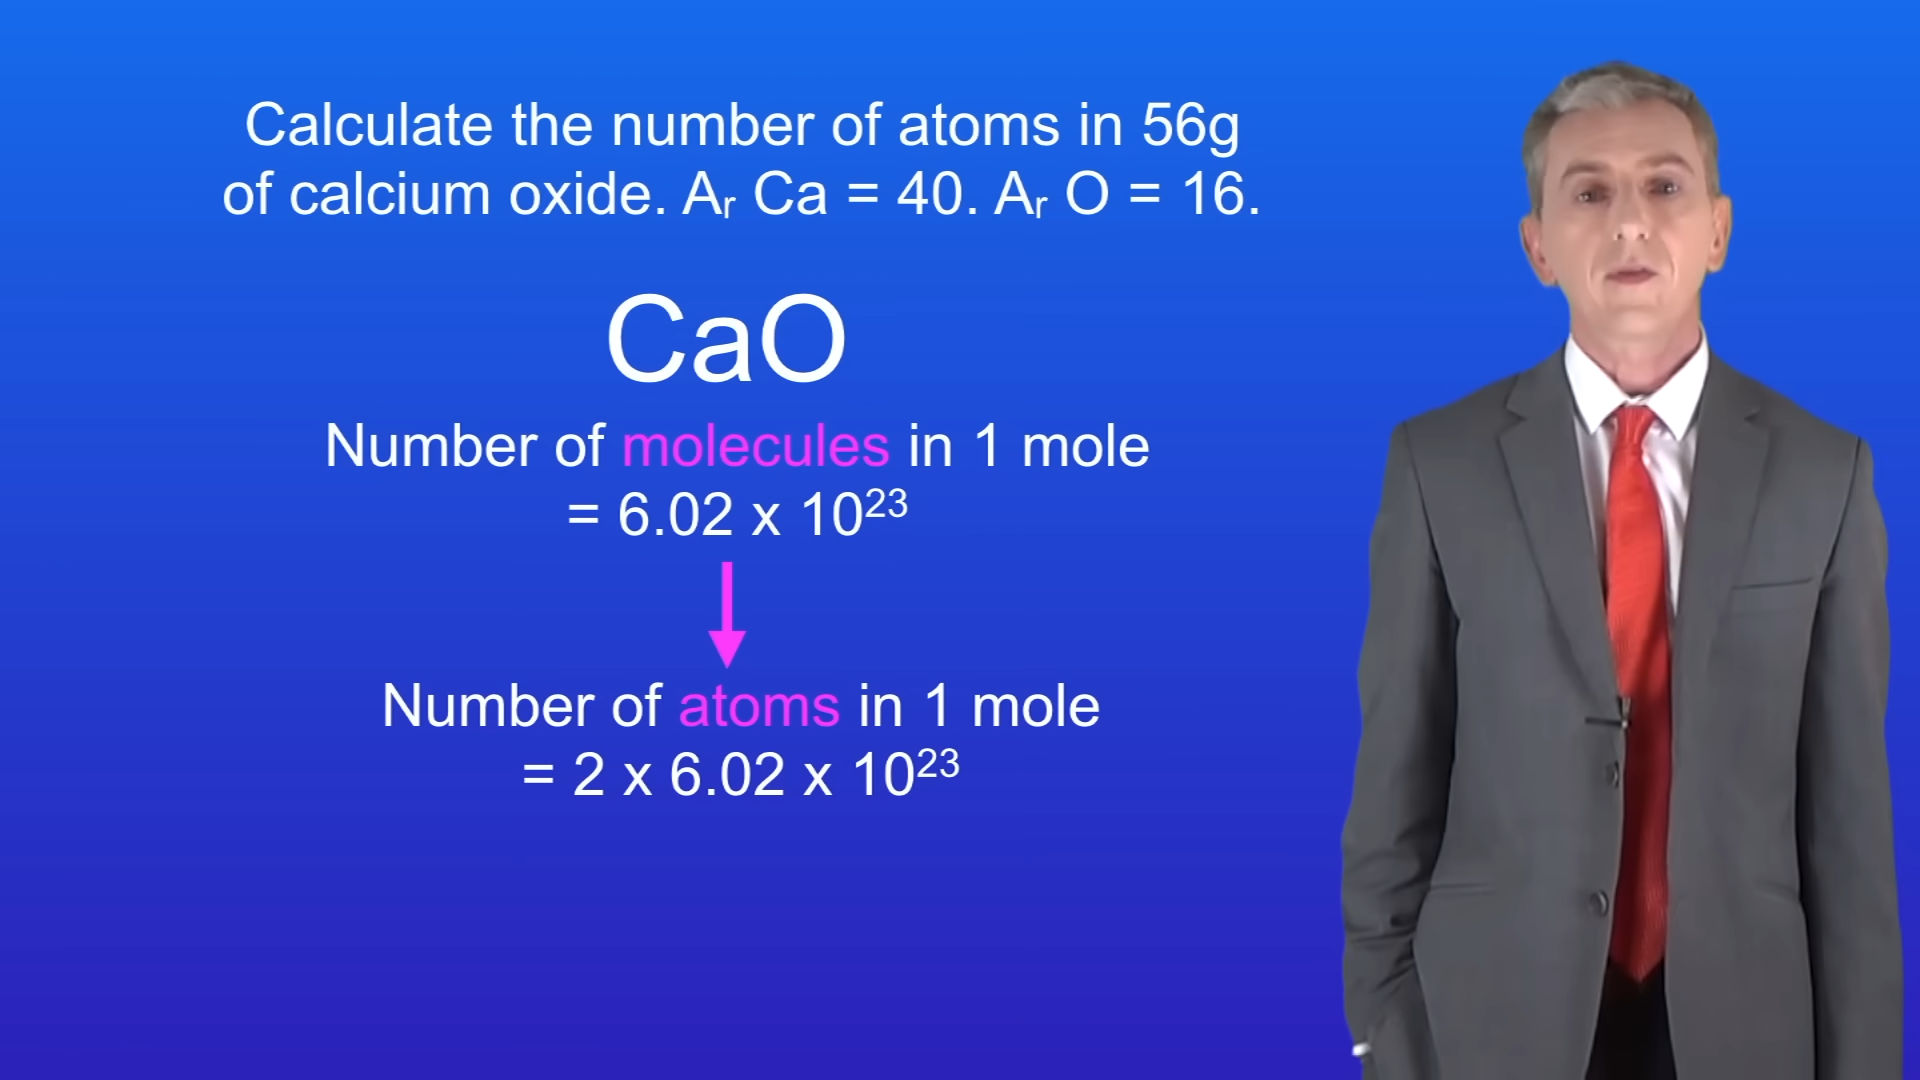 Calculate the number of atoms in 56g
of calcium oxide. Aᵣ Ca = 40. Aᵣ O = 16.
CaO
Number of molecules in 1 mole
= 6.02 x 10²³
Number of atoms in 1 mole
= 2 x 6.02 x 10²³